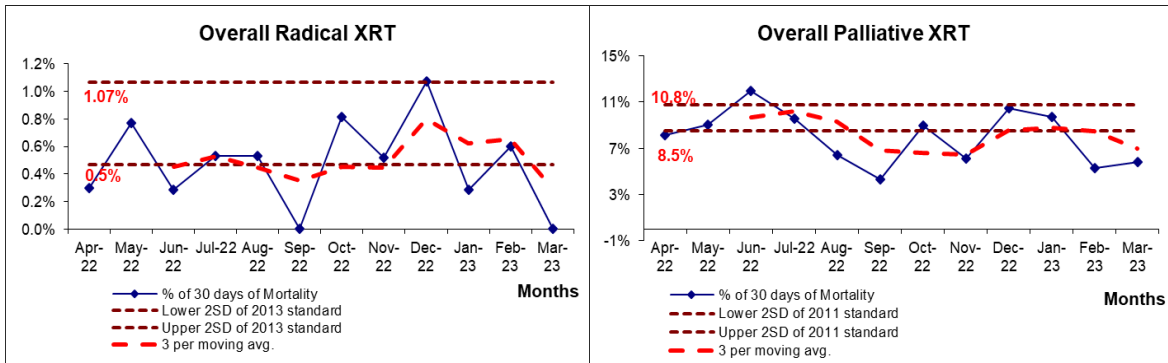 Overall Radical XRT
1.2%
1.0%
0.8%
0.6%
0.4%
0.2%
0.0%
1.07%
0.5%
Apr-22 May-22 Jun-22 Jul-22 Aug-22 Sep-22 Oct-22 Nov-22 Dec-22 Jan-23 Feb-23 Mar-23
Months
% of 30 days of Mortality
Lower 2SD of 2013 standard
Upper 2SD of 2013 standard
3 per moving avg.
Overall Palliative XRT
15%
11%
7%
3%
-1%
10.8%
8.5%
Apr-22 May-22 Jun-22 Jul-22 Aug-22 Sep-22 Oct-22 Nov-22 Dec-22 Jan-23 Feb-23 Mar-23
Months
% of 30 days of Mortality
Lower 2SD of 2011 standard
Upper 2SD of 2011 standard
3 per moving avg.